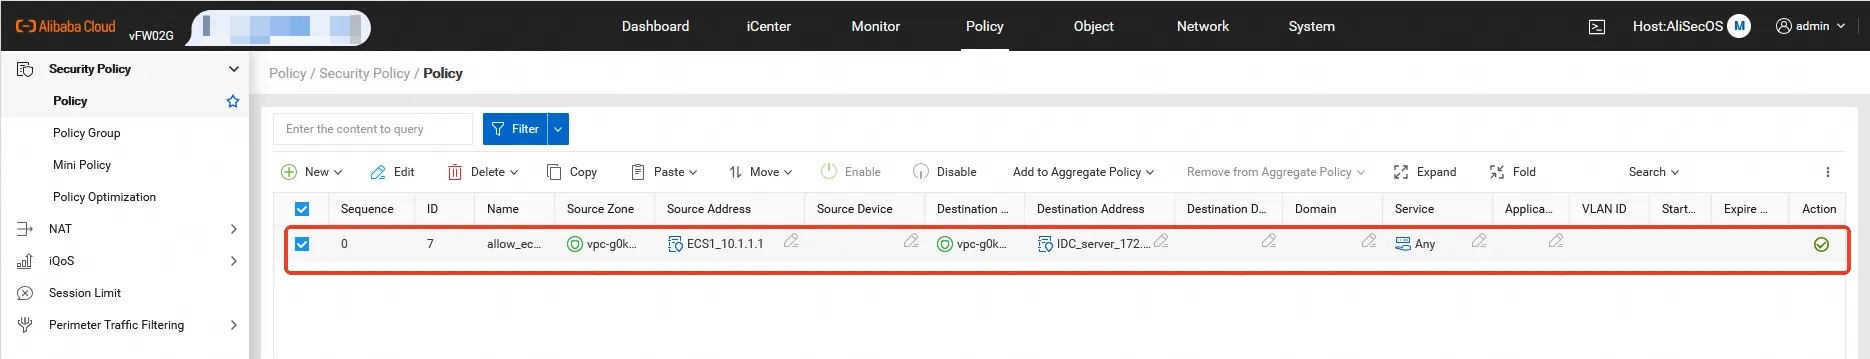 Alibaba Cloud vFW02G Dashboard iCenter Monitor Policy Object Network System Host:AliSecOS M admin
Security Policy
Policy
Policy Group
Mini Policy
Policy Optimization
NAT
iQoS
Session Limit
Perimeter Traffic Filtering
Policy / Security Policy / Policy
Enter the content to query Filter
New Edit Delete Copy Paste Move Enable Disable Add to Aggregate Policy Remove from Aggregate Policy Expand Fold Search
Sequence ID Name Source Zone Source Address Source Device Destination ... Destination Address Destination D... Domain Service Applica... VLAN ID Start... Expire ... Action
0 7 allow_ec... vpc-g0k... ECS1_10.1.1.1 vpc-g0k... IDC_server_172.... Any